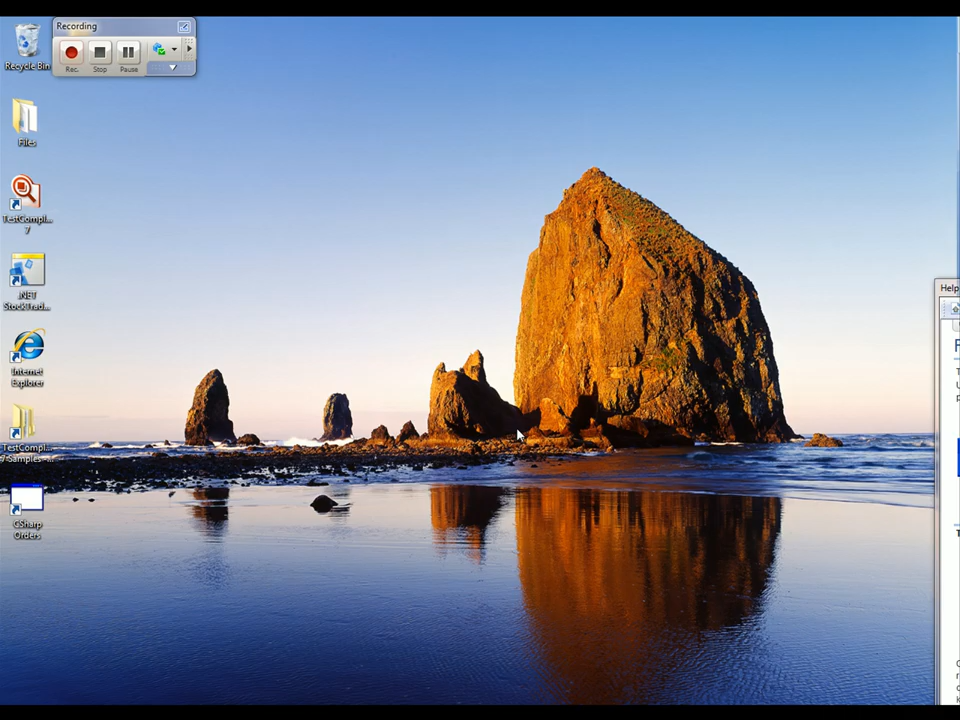 Recording
Rec.
Stop
Pause
Recycle Bin
Files
TestCompl...
7
.NET
StockTrad...
Internet
Explorer
TestCompl...
7 Samples -...
CSharp
Orders
Help